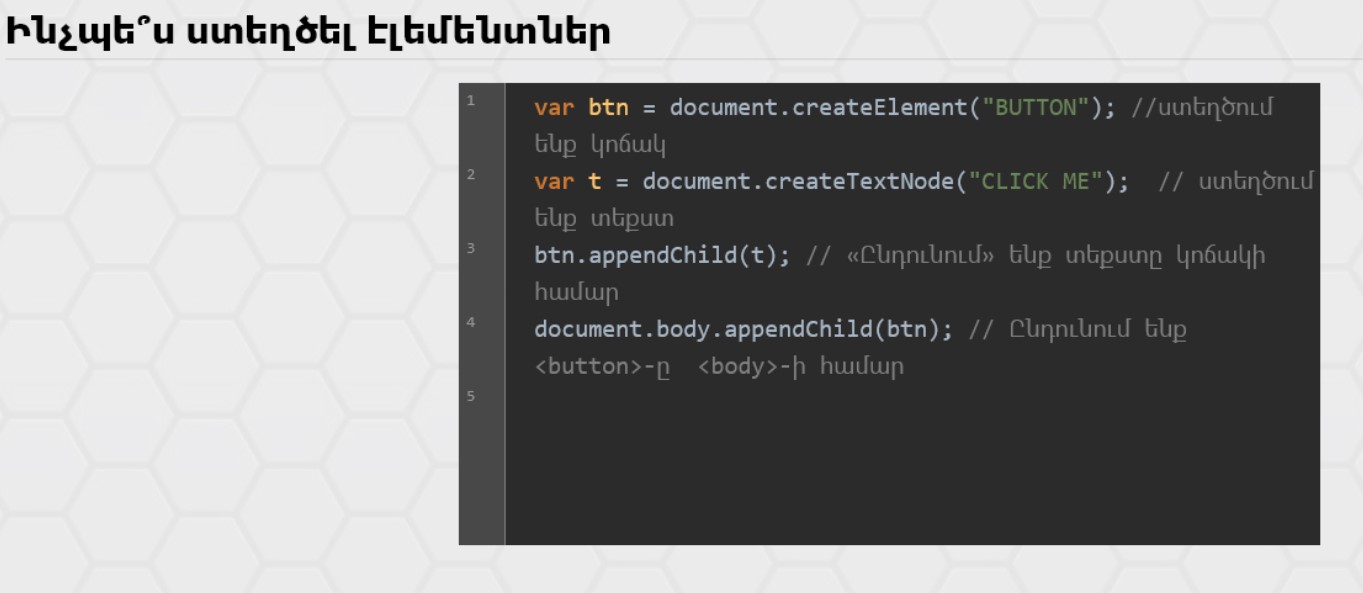 Ինչպե՞ս ստեղծել էլեմենտներ
1 var btn = document.createElement("BUTTON"); //ստեղծում
ենք կոճակ
2 var t = document.createTextNode("CLICK ME");  // ստեղծում
ենք տեքստ
3 btn.appendChild(t); // «Ընդունում» ենք տեքստը կոճակի
համար
4 document.body.appendChild(btn); // Ընդունում ենք
<button>-ը  <body>-ի համար
5